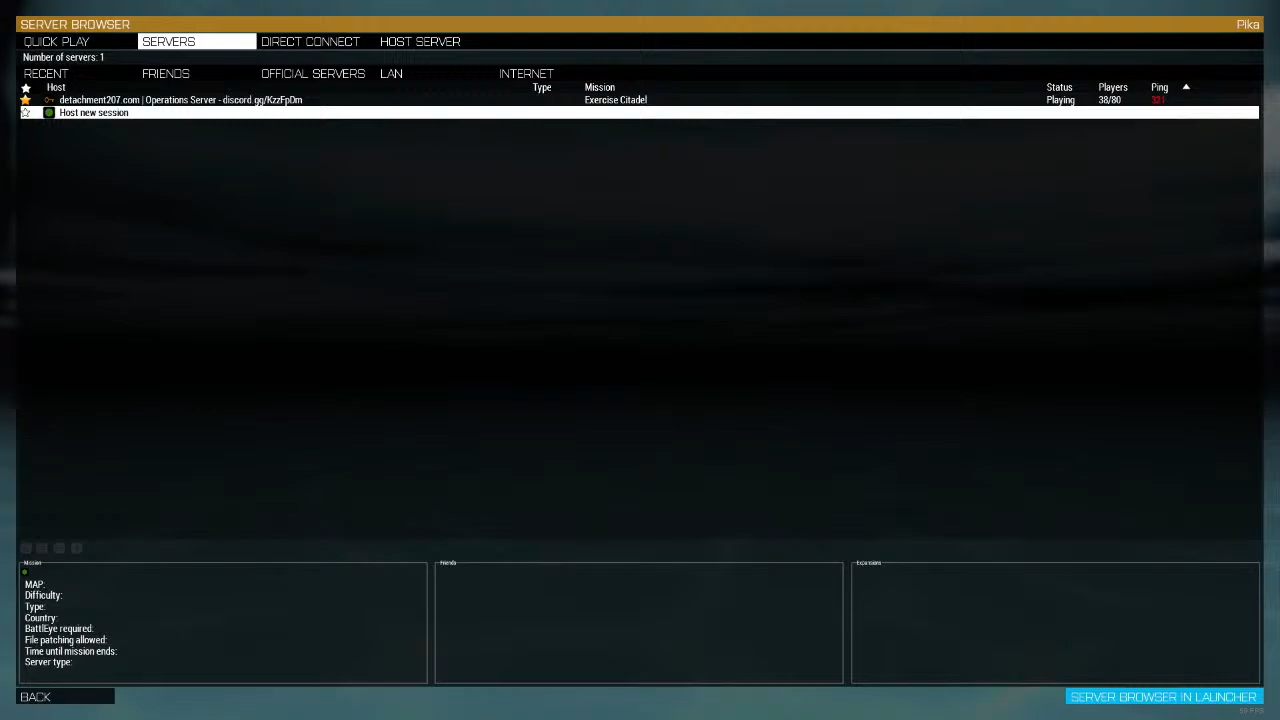 SERVER BROWSER Pika
QUICK PLAY SERVERS DIRECT CONNECT HOST SERVER
Number of servers: 1
RECENT FRIENDS OFFICIAL SERVERS LAN INTERNET
Host Type Mission Status Players Ping
detachment207.com | Operations Server - discord.gg/KzzFpDm Exercise Citadel Playing 38/80 321
Host new session
Mission Friends Expansions
MAP:
Difficulty:
Type:
Country:
BattlEye required:
File patching allowed:
Time until mission ends:
Server type:
BACK SERVER BROWSER IN LAUNCHER